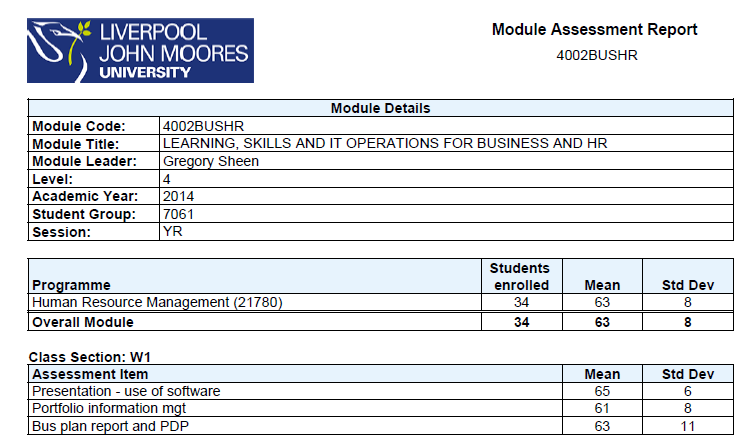 LIVERPOOL
JOHN MOORES
UNIVERSITY
Module Assessment Report
4002BUSHR
Module Details
Module Code: 4002BUSHR
Module Title: LEARNING, SKILLS AND IT OPERATIONS FOR BUSINESS AND HR
Module Leader: Gregory Sheen
Level: 4
Academic Year: 2014
Student Group: 7061
Session: YR
Programme Students enrolled Mean Std Dev
Human Resource Management (21780) 34 63 8
Overall Module 34 63 8
Class Section: W1
Assessment Item Mean Std Dev
Presentation - use of software 65 6
Portfolio information mgt 61 8
Bus plan report and PDP 63 11